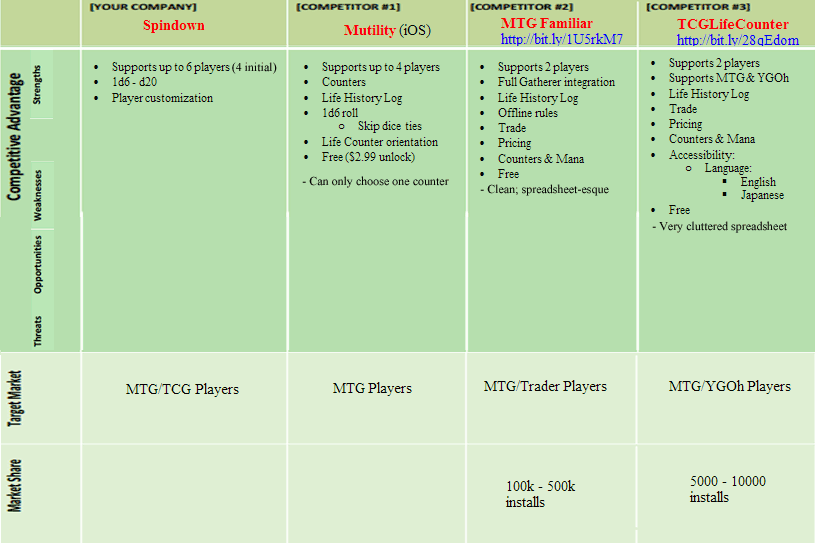 [YOUR COMPANY]
Spindown
[COMPETITOR #1]
Mutility (iOS)
[COMPETITOR #2]
MTG Familiar
http://bit.ly/1U5rkM7
[COMPETITOR #3]
TCGLifeCounter
http://bit.ly/28qEdom
Competitive Advantage
Strengths
Weaknesses
Opportunities
Threats
• Supports up to 6 players (4 initial)
• 1d6 - d20
• Player customization
• Supports up to 4 players
• Counters
• Life History Log
• 1d6 roll
o Skip dice ties
• Life Counter orientation
• Free ($2.99 unlock)
- Can only choose one counter
• Supports 2 players
• Full Gatherer integration
• Life History Log
• Offline rules
• Trade
• Pricing
• Counters & Mana
• Free
- Clean; spreadsheet-esque
• Supports 2 players
• Supports MTG & YGOh
• Life History Log
• Trade
• Pricing
• Counters & Mana
• Accessibility:
o Language:
▪ English
▪ Japanese
• Free
- Very cluttered spreadsheet
Target Market
MTG/TCG Players
MTG Players
MTG/Trader Players
MTG/YGOh Players
Market Share
100k - 500k
installs
5000 - 10000
installs